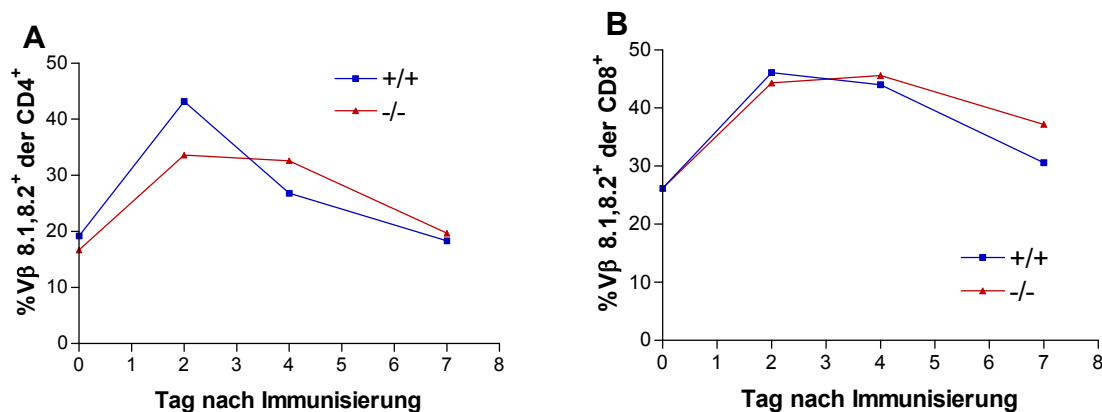 A
%Vβ 8.1,8.2⁺ der CD4⁺
50
40
30
20
10
0
0 1 2 3 4 5 6 7 8
Tag nach Immunisierung
+/+
-/-
B
%Vβ 8.1,8.2⁺ der CD8⁺
50
40
30
20
10
0
0 1 2 3 4 5 6 7 8
Tag nach Immunisierung
+/+
-/-